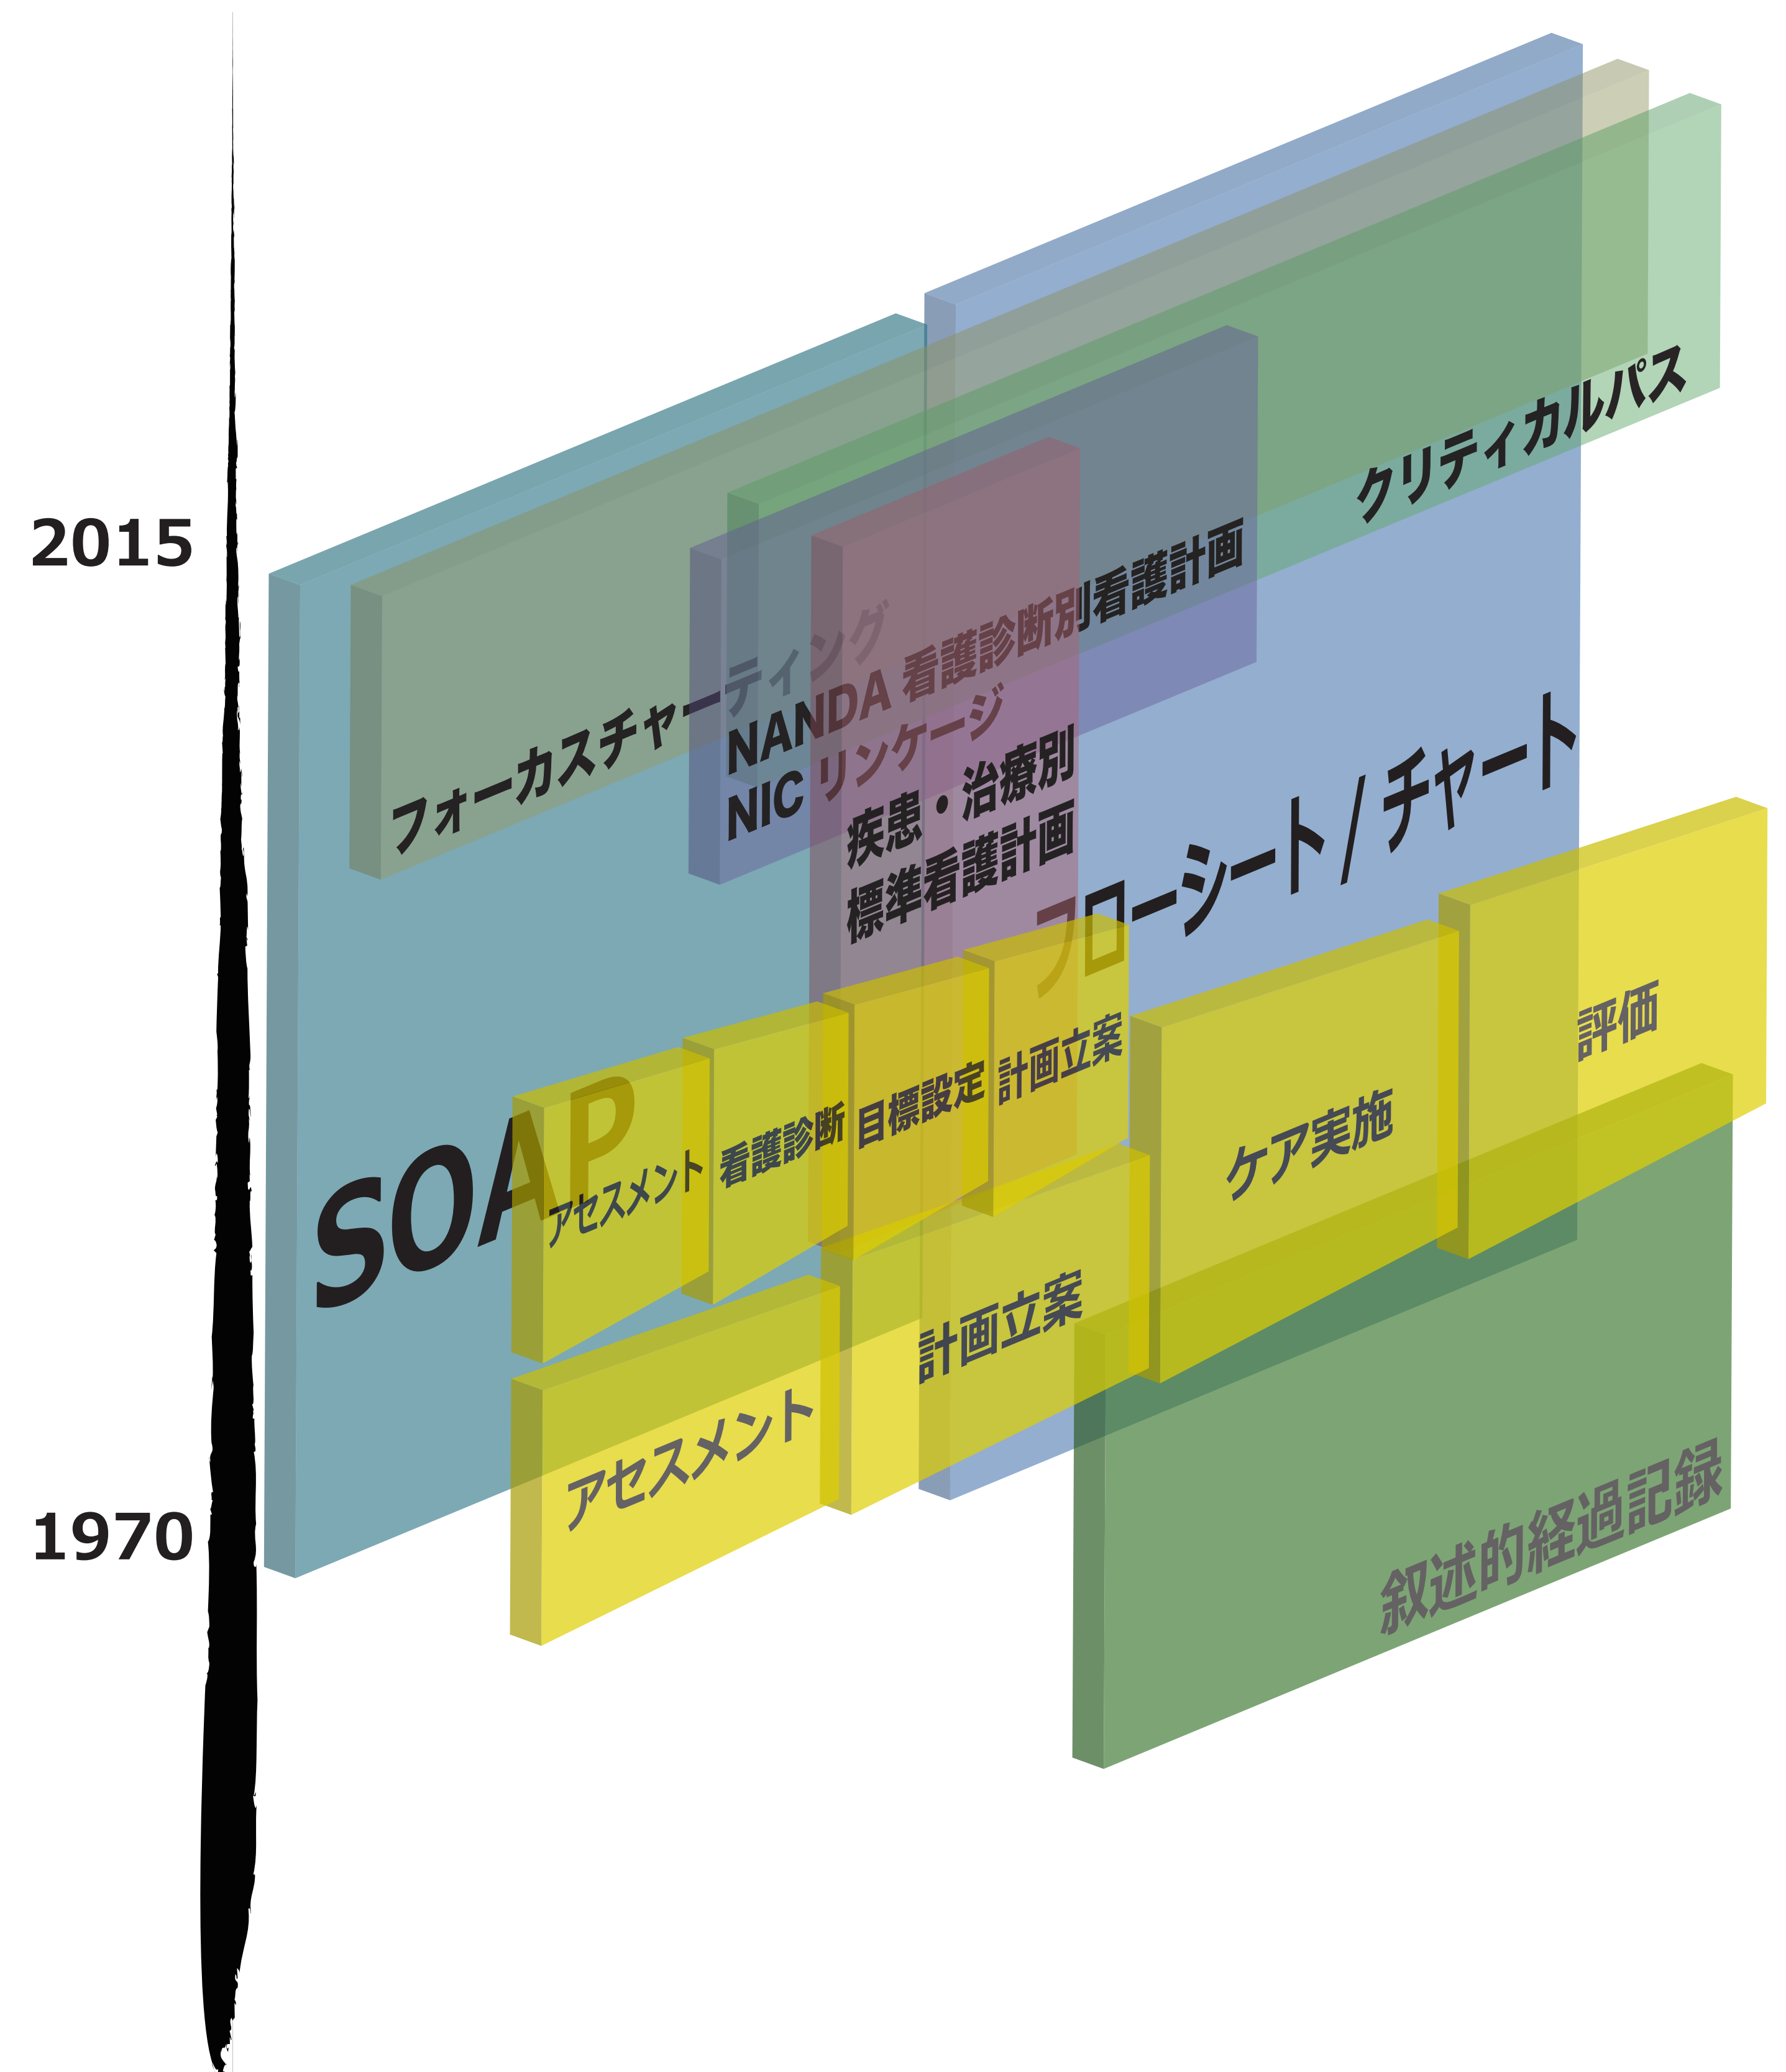 2015
クリティカルパス
フォーカスチャーティング
NANDA 看護診断別看護計画
NIC リンケージ
疾患・治療別
標準看護計画
フローシート / チャート
SOAP
アセスメント
看護診断
目標設定
計画立案
ケア実施
評価
アセスメント
計画立案
1970
叙述的経過記録